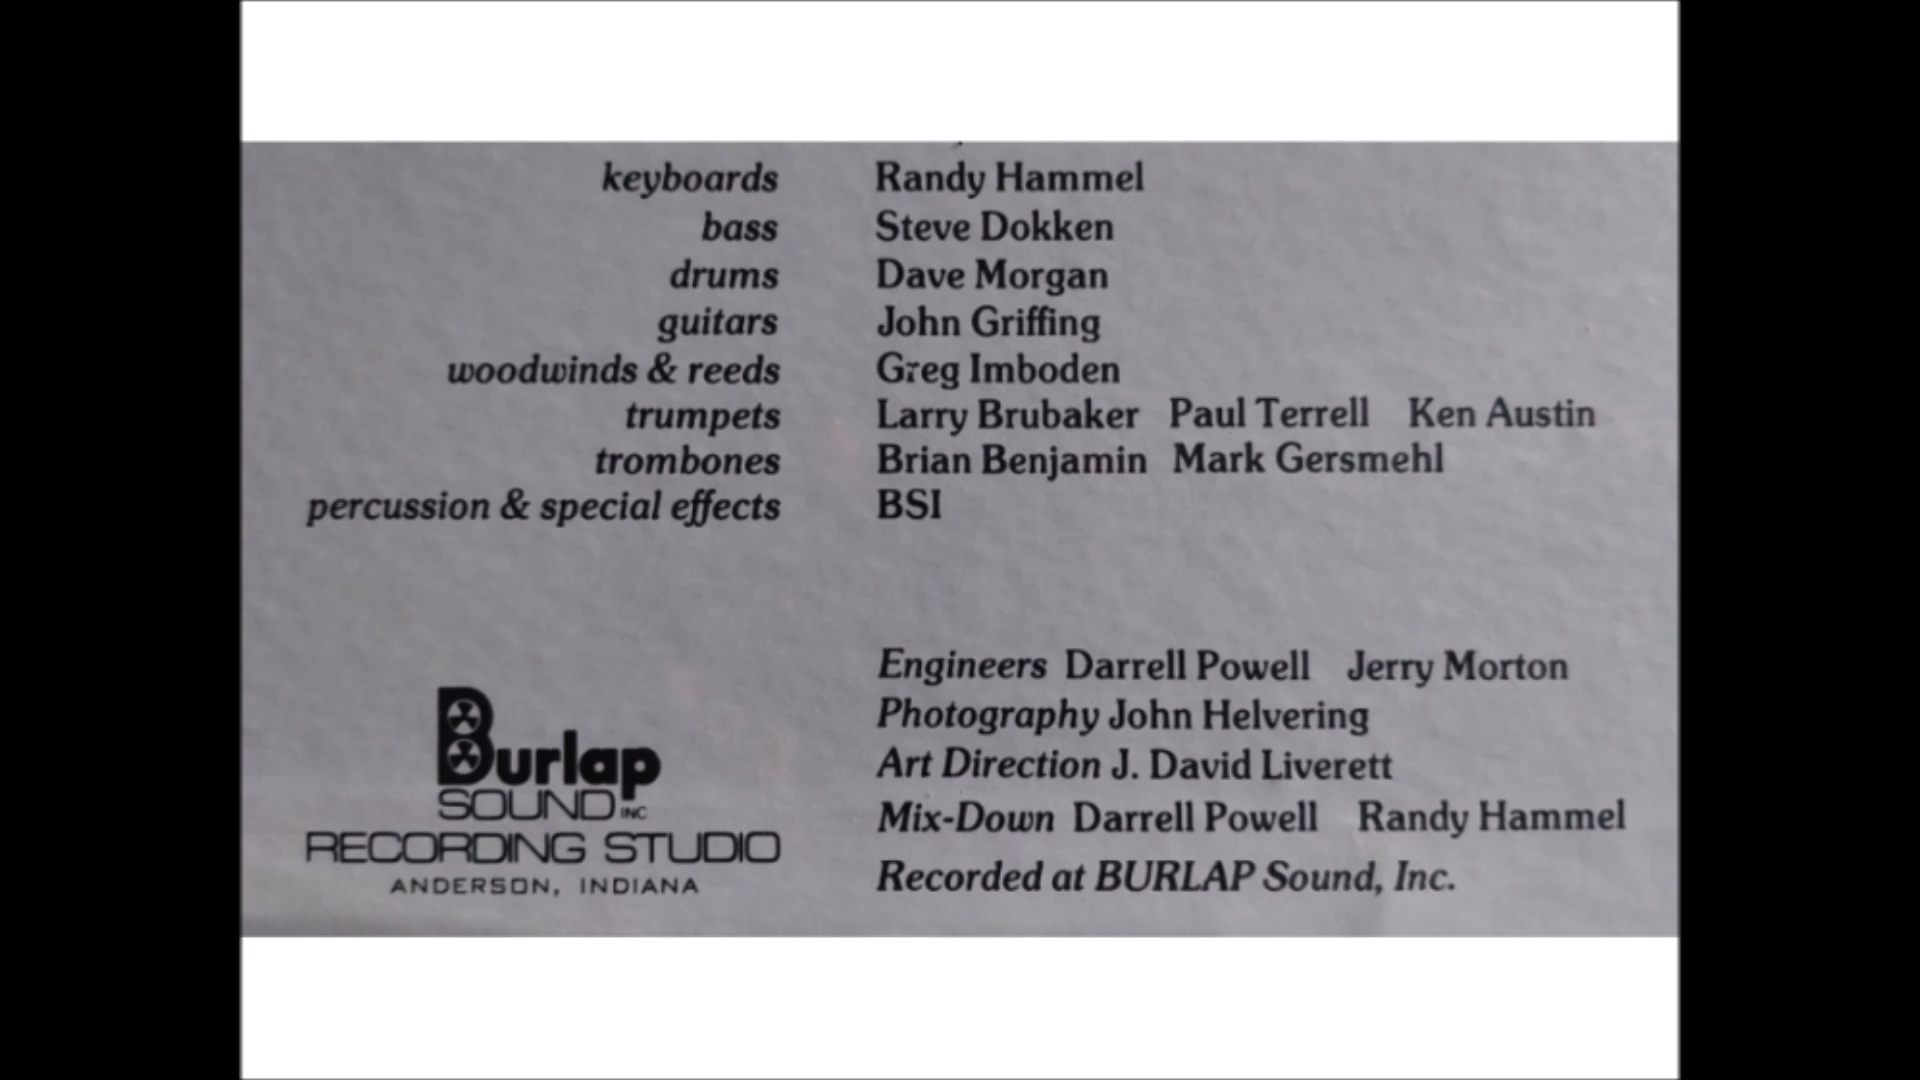 keyboards Randy Hammel
bass Steve Dokken
drums Dave Morgan
guitars John Griffing
woodwinds & reeds Greg Imboden
trumpets Larry Brubaker Paul Terrell Ken Austin
trombones Brian Benjamin Mark Gersmehl
percussion & special effects BSI
Engineers Darrell Powell Jerry Morton
Photography John Helvering
Art Direction J. David Liverett
Mix-Down Darrell Powell Randy Hammel
Recorded at BURLAP Sound, Inc.
Burlap
SOUND INC
RECORDING STUDIO
ANDERSON, INDIANA